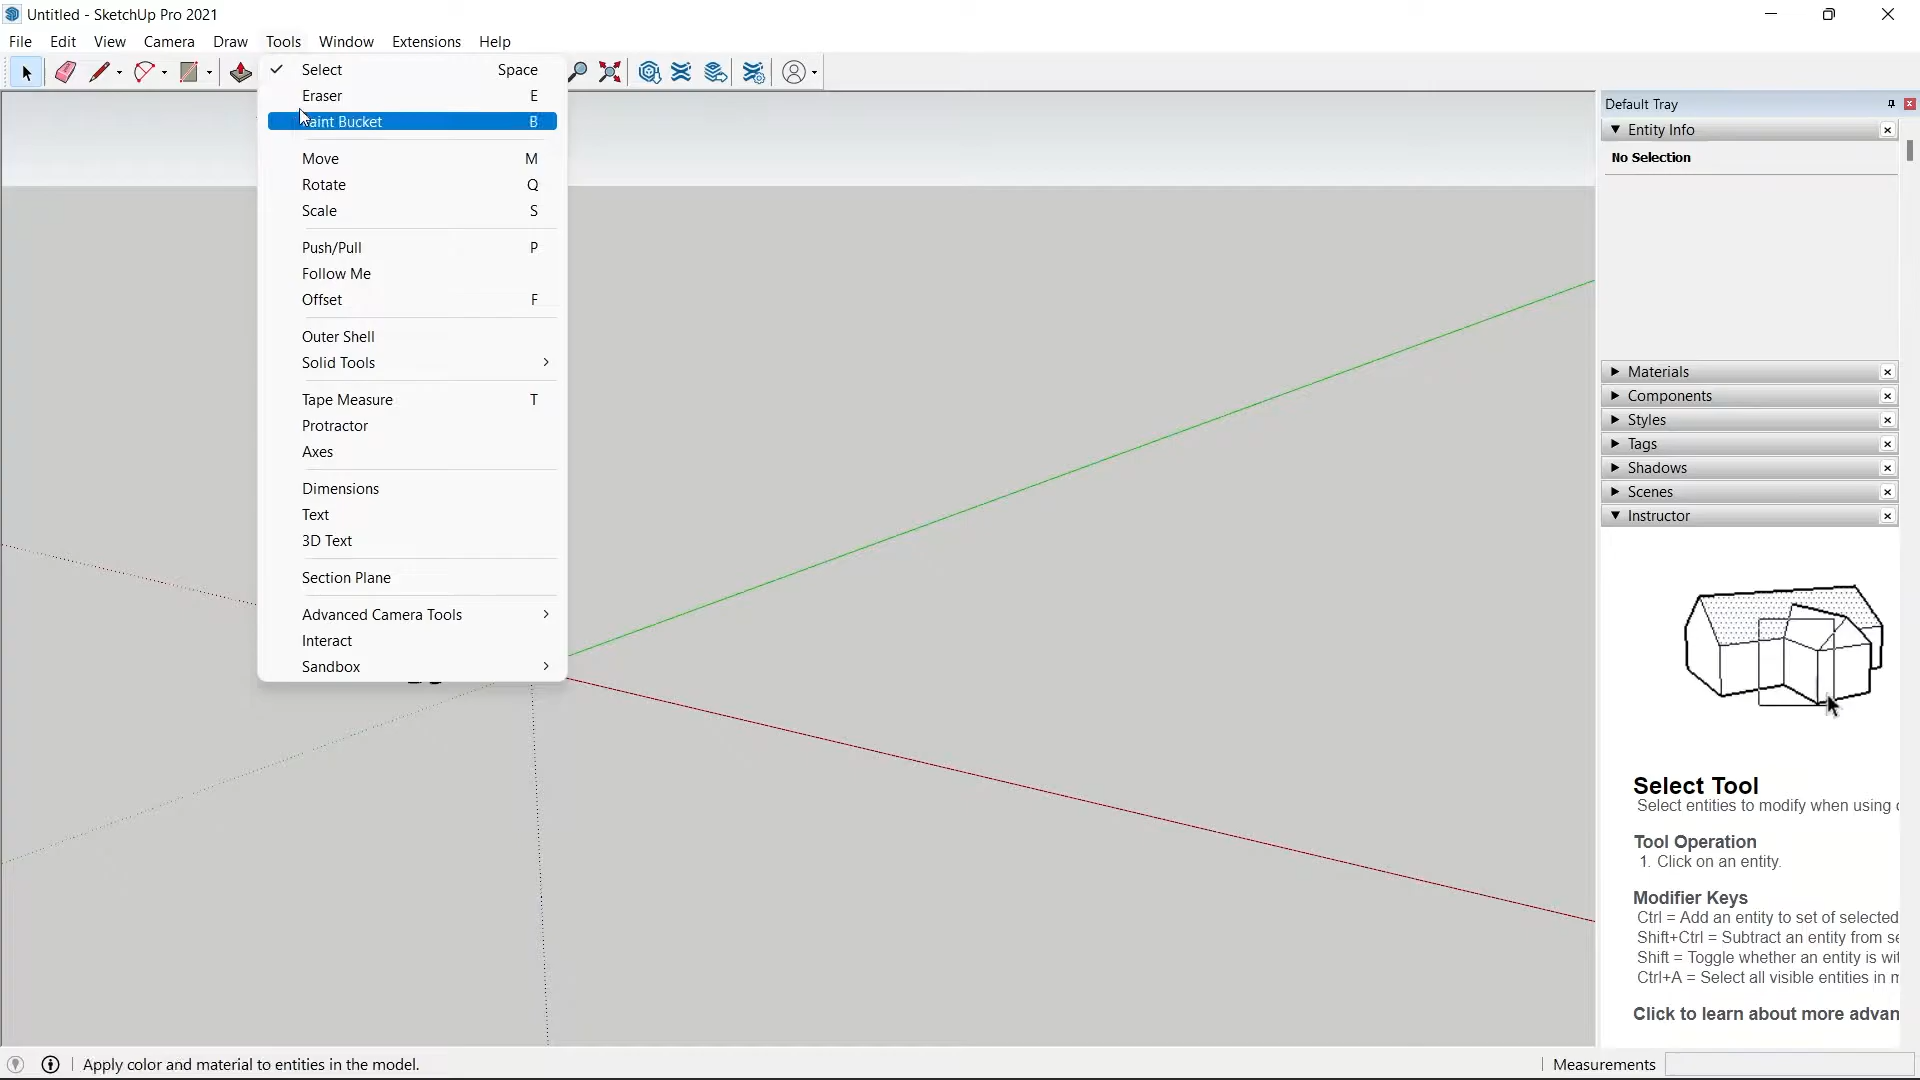 Untitled - SketchUp Pro 2021
File Edit View Camera Draw Tools Window Extensions Help
Select Space
Eraser E
aint Bucket B
Move M
Rotate Q
Scale S
Push/Pull P
Follow Me
Offset F
Outer Shell
Solid Tools
Tape Measure T
Protractor
Axes
Dimensions
Text
3D Text
Section Plane
Advanced Camera Tools
Interact
Sandbox
Default Tray
Entity Info
No Selection
Materials
Components
Styles
Tags
Shadows
Scenes
Instructor
Select Tool
Select entities to modify when using
Tool Operation
1. Click on an entity.
Modifier Keys
Ctrl = Add an entity to set of selected
Shift+Ctrl = Subtract an entity from
Shift = Toggle whether an entity is
Ctrl+A = Select all visible entities in
Click to learn about more
Apply color and material to entities in the model.
Measurements